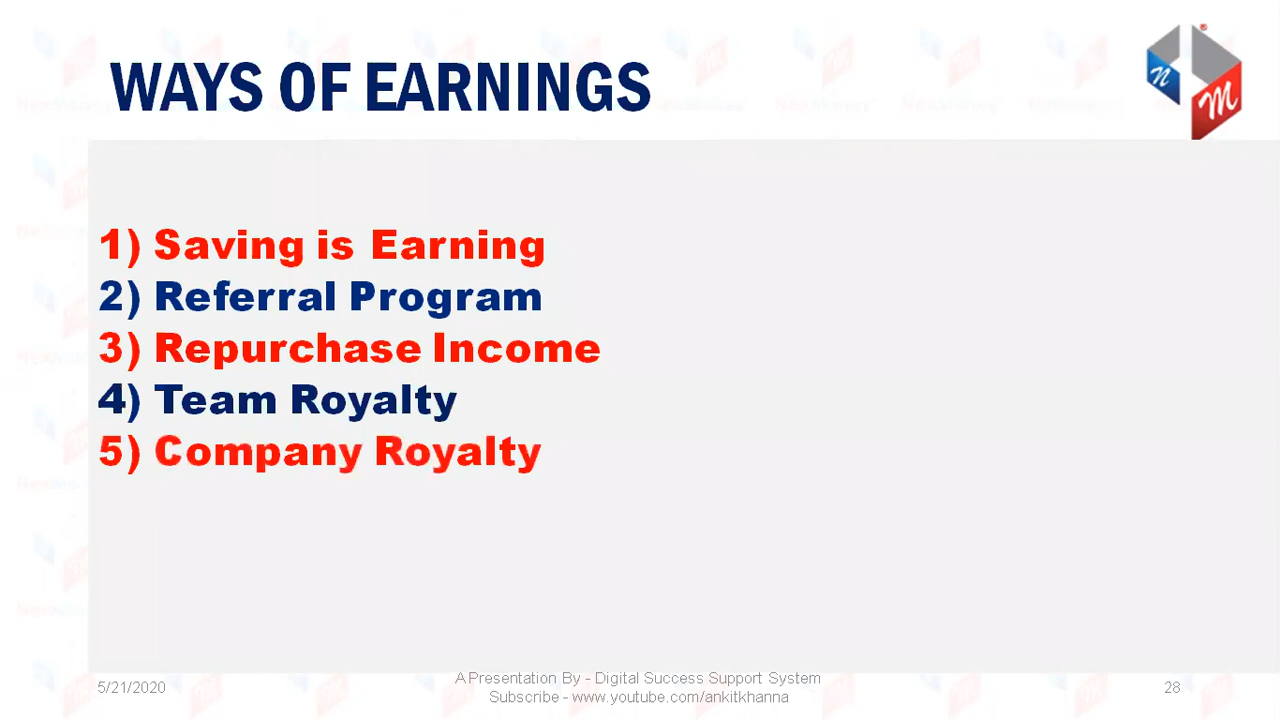 WAYS OF EARNINGS
1) Saving is Earning
2) Referral Program
3) Repurchase Income
4) Team Royalty
5) Company Royalty
5/21/2020
A Presentation By - Digital Success Support System
Subscribe - www.youtube.com/ankitkhanna
28